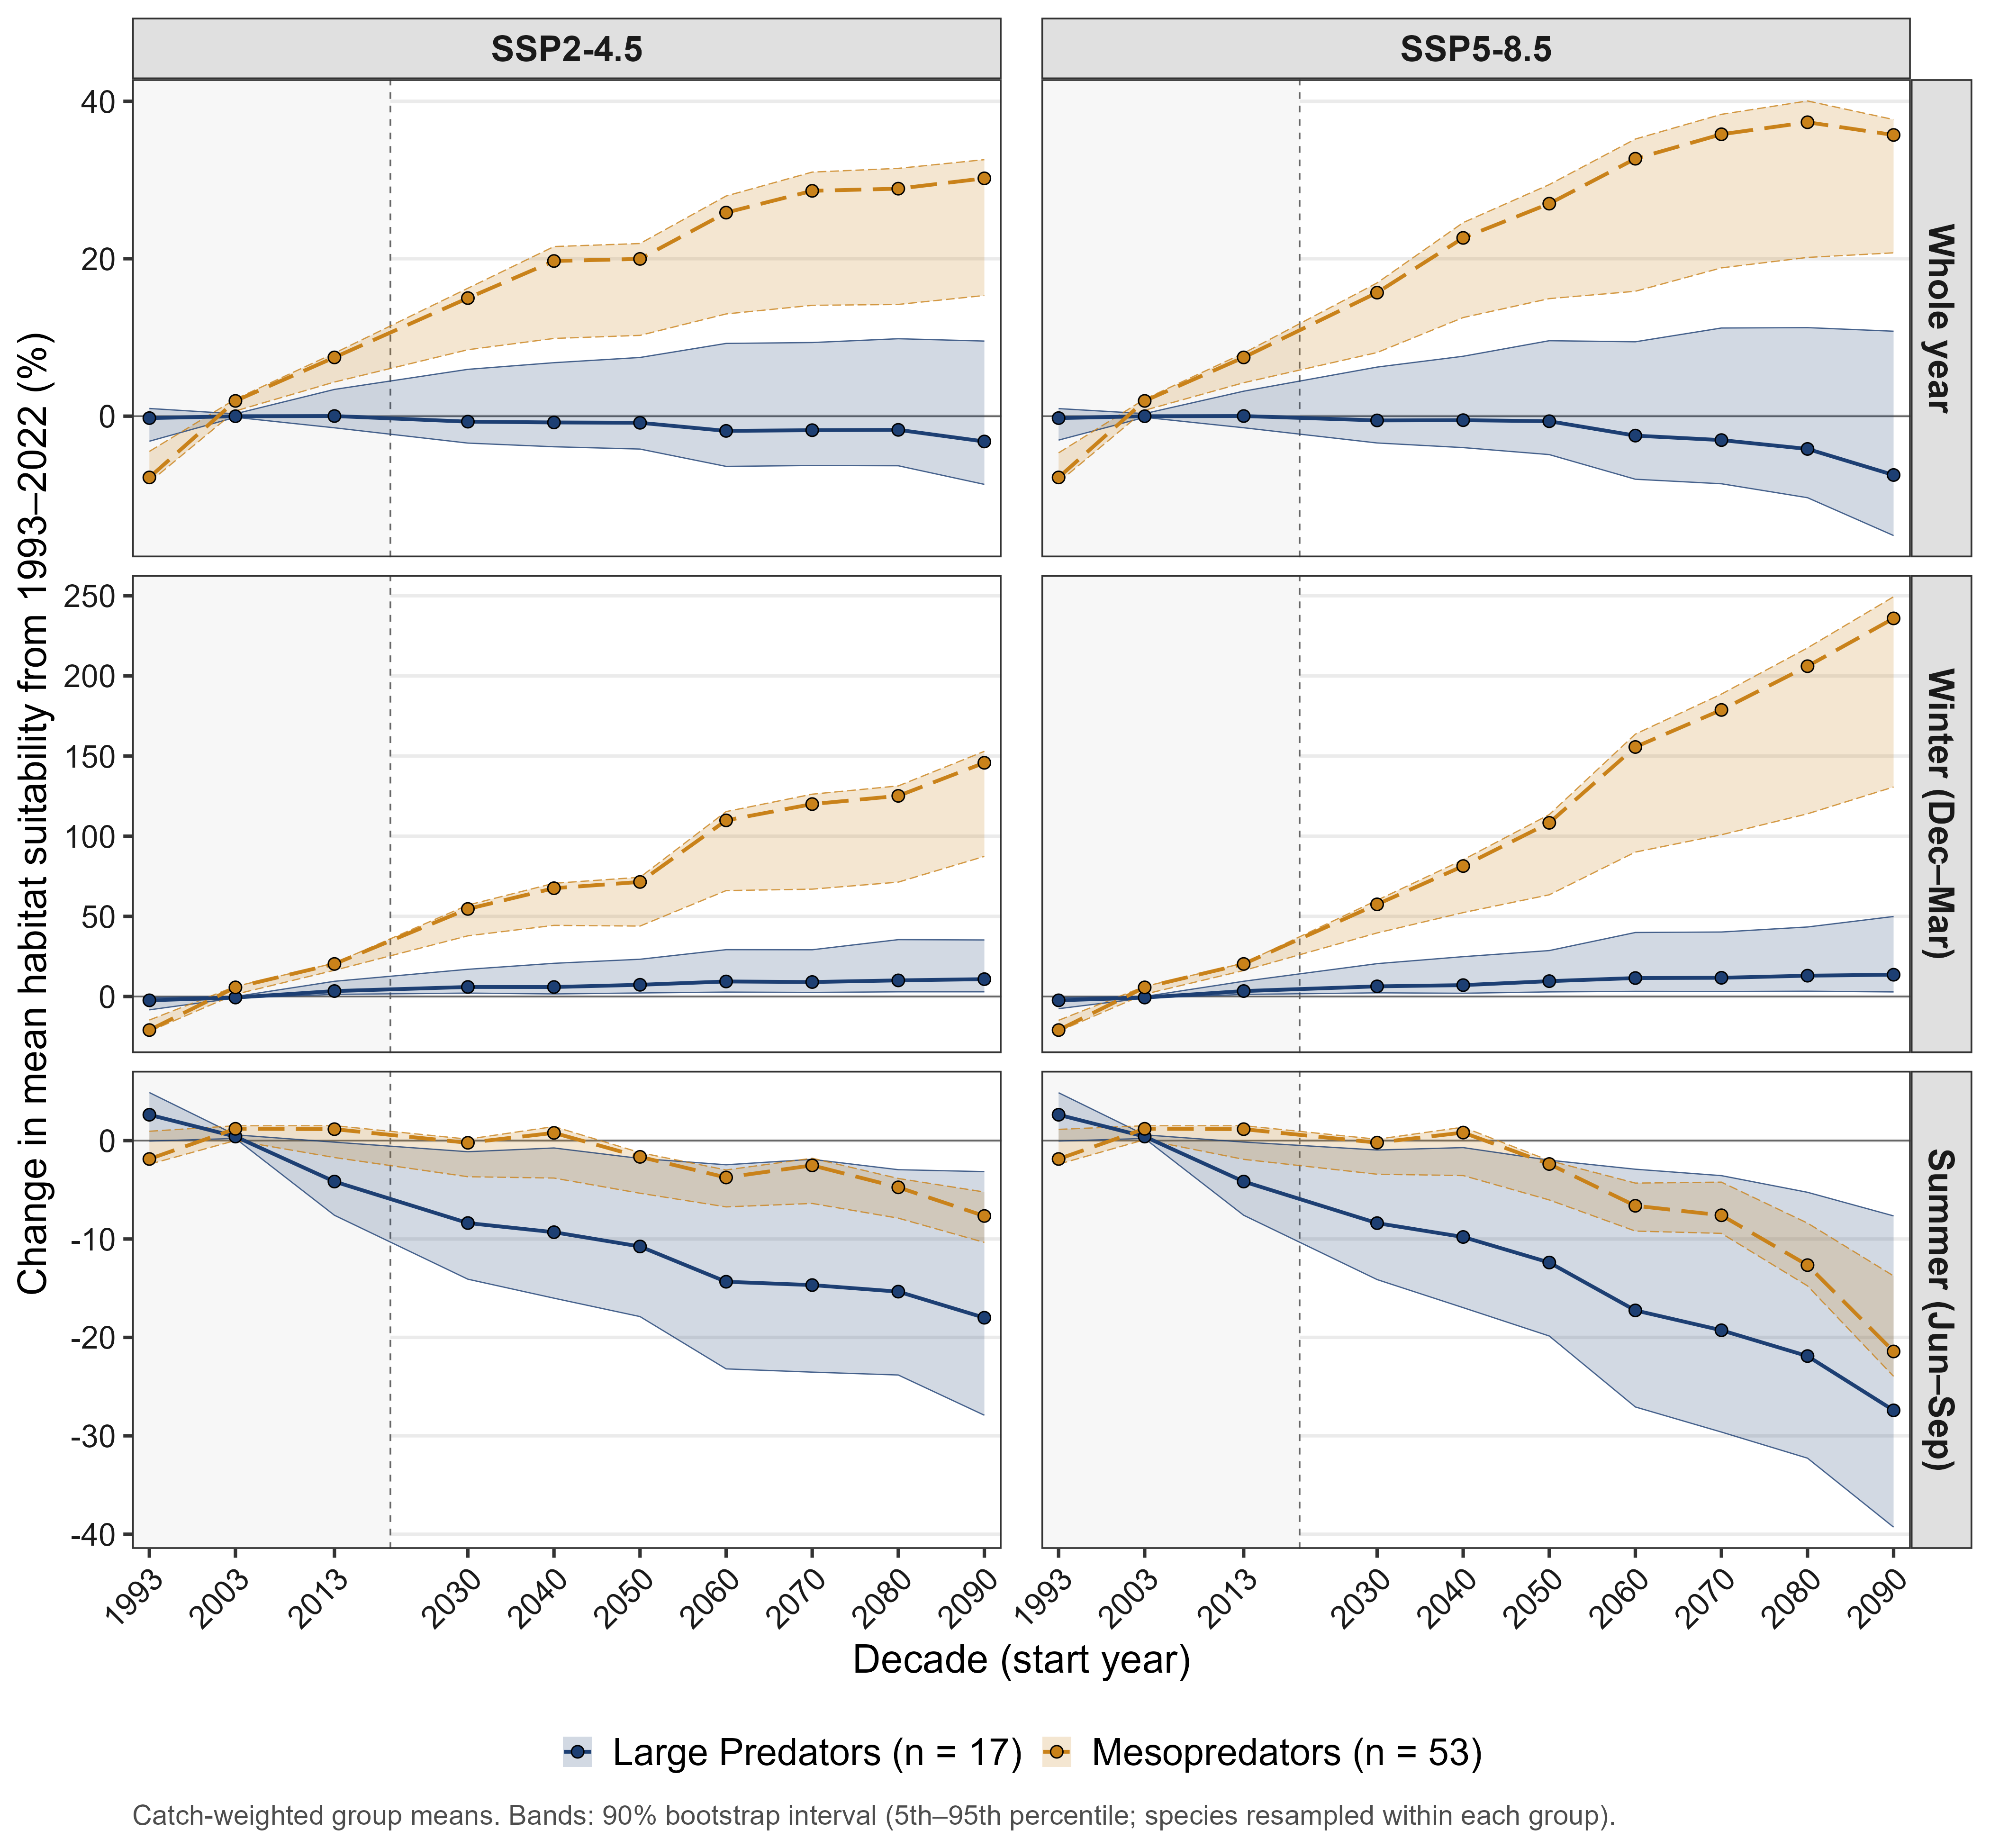 SSP2-4.5
SSP5-8.5
Change in mean habitat suitability from 1993–2022 (%)
40
20
0
Whole year
250
200
150
100
50
0
Winter (Dec–Mar)
0
-10
-20
-30
-40
Summer (Jun–Sep)
1993 2003 2013 2030 2040 2050 2060 2070 2080 2090
1993 2003 2013 2030 2040 2050 2060 2070 2080 2090
Decade (start year)
Large Predators (n = 17) Mesopredators (n = 53)
Catch-weighted group means. Bands: 90% bootstrap interval (5th–95th percentile; species resampled within each group).